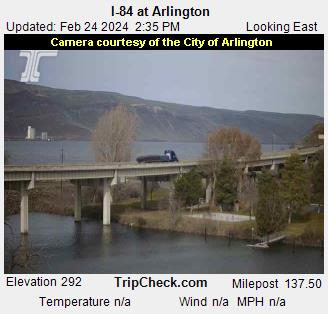 I-84 at Arlington
Updated: Feb 24 2024 2:35 PM Looking East
Camera courtesy of the City of Arlington
Elevation 292 TripCheck.com Milepost 137.50
Temperature n/a Wind n/a MPH n/a